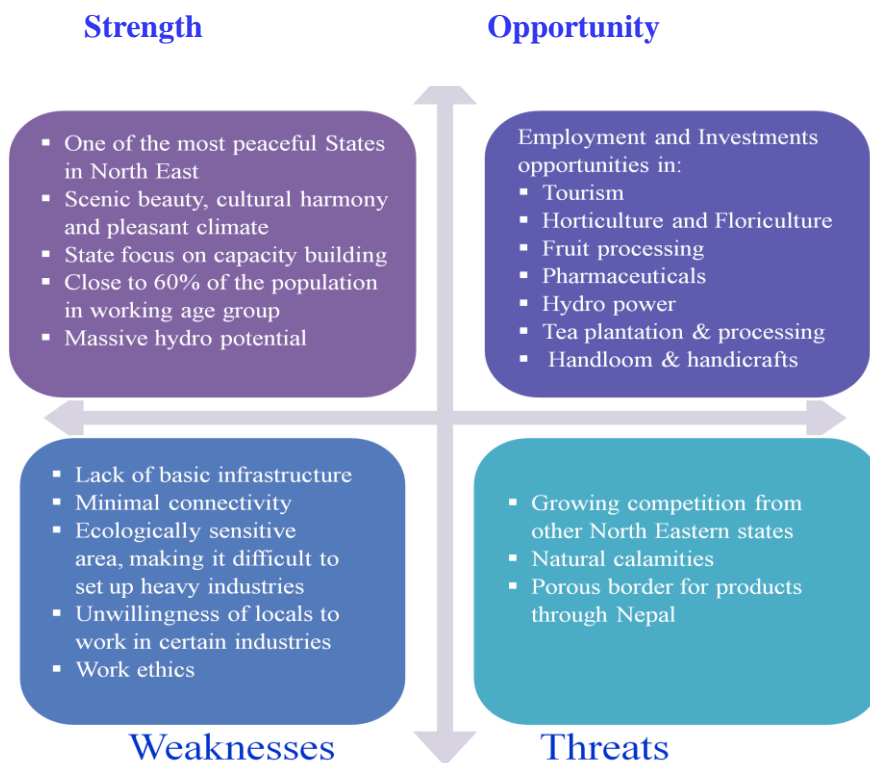 Strength
Opportunity
▪ One of the most peaceful States
in North East
▪ Scenic beauty, cultural harmony
and pleasant climate
▪ State focus on capacity building
▪ Close to 60% of the population
in working age group
▪ Massive hydro potential
Employment and Investments
opportunities in:
▪ Tourism
▪ Horticulture and Floriculture
▪ Fruit processing
▪ Pharmaceuticals
▪ Hydro power
▪ Tea plantation & processing
▪ Handloom & handicrafts
▪ Lack of basic infrastructure
▪ Minimal connectivity
▪ Ecologically sensitive
area, making it difficult to
set up heavy industries
▪ Unwillingness of locals to
work in certain industries
▪ Work ethics
▪ Growing competition from
other North Eastern states
▪ Natural calamities
▪ Porous border for products
through Nepal
Weaknesses
Threats